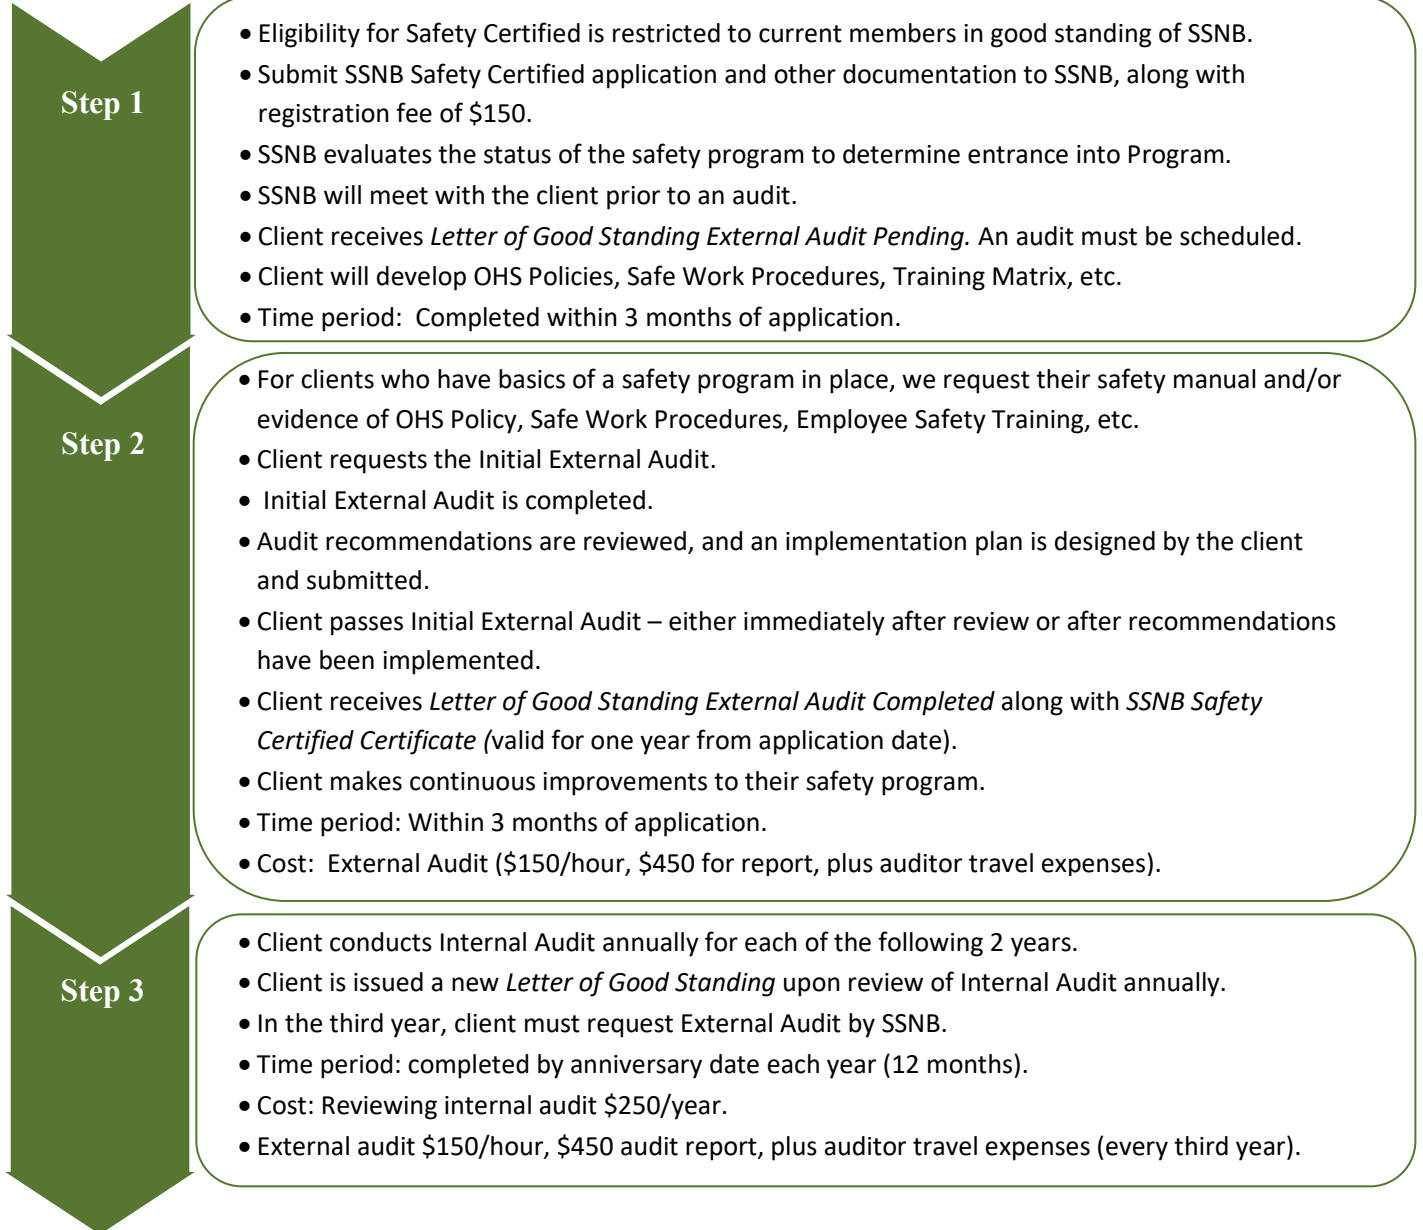 Step 1
• Eligibility for Safety Certified is restricted to current members in good standing of SSNB.
• Submit SSNB Safety Certified application and other documentation to SSNB, along with
registration fee of $150.
• SSNB evaluates the status of the safety program to determine entrance into Program.
• SSNB will meet with the client prior to an audit.
• Client receives Letter of Good Standing External Audit Pending. An audit must be scheduled.
• Client will develop OHS Policies, Safe Work Procedures, Training Matrix, etc.
• Time period:  Completed within 3 months of application.
Step 2
• For clients who have basics of a safety program in place, we request their safety manual and/or
evidence of OHS Policy, Safe Work Procedures, Employee Safety Training, etc.
• Client requests the Initial External Audit.
• Initial External Audit is completed.
• Audit recommendations are reviewed, and an implementation plan is designed by the client
and submitted.
• Client passes Initial External Audit – either immediately after review or after recommendations
have been implemented.
• Client receives Letter of Good Standing External Audit Completed along with SSNB Safety
Certified Certificate (valid for one year from application date).
• Client makes continuous improvements to their safety program.
• Time period: Within 3 months of application.
• Cost:  External Audit ($150/hour, $450 for report, plus auditor travel expenses).
Step 3
• Client conducts Internal Audit annually for each of the following 2 years.
• Client is issued a new Letter of Good Standing upon review of Internal Audit annually.
• In the third year, client must request External Audit by SSNB.
• Time period: completed by anniversary date each year (12 months).
• Cost: Reviewing internal audit $250/year.
• External audit $150/hour, $450 audit report, plus auditor travel expenses (every third year).